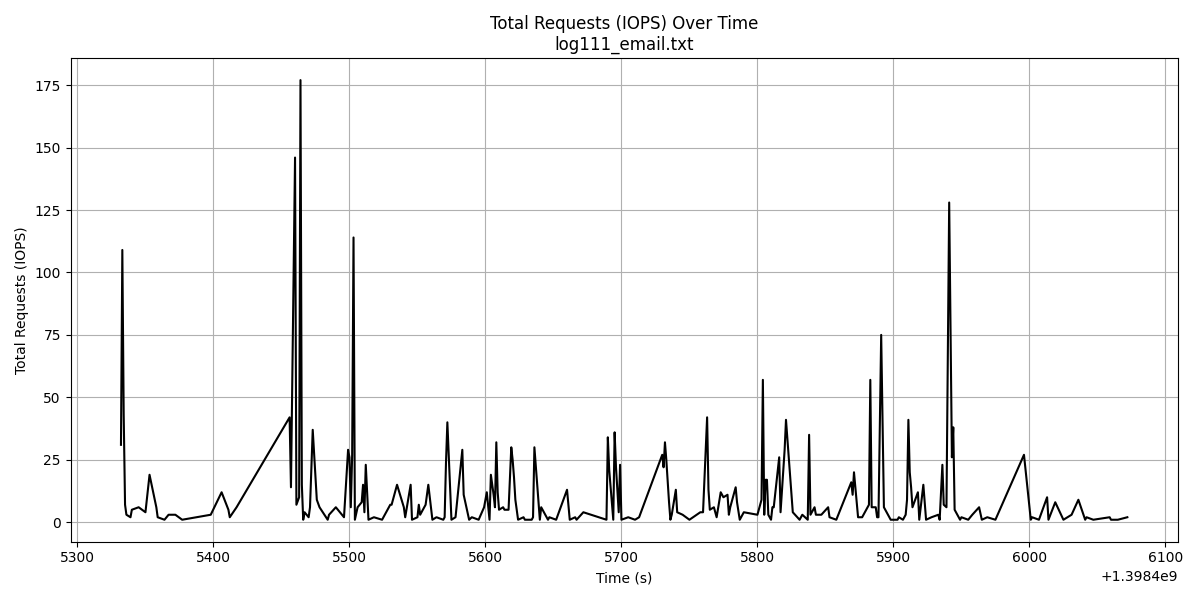 Total Requests (IOPS) Over Time
log111_email.txt
Total Requests (IOPS)
175
150
125
100
75
50
25
0
5300 5400 5500 5600 5700 5800 5900 6000 6100
+1.3984e9
Time (s)